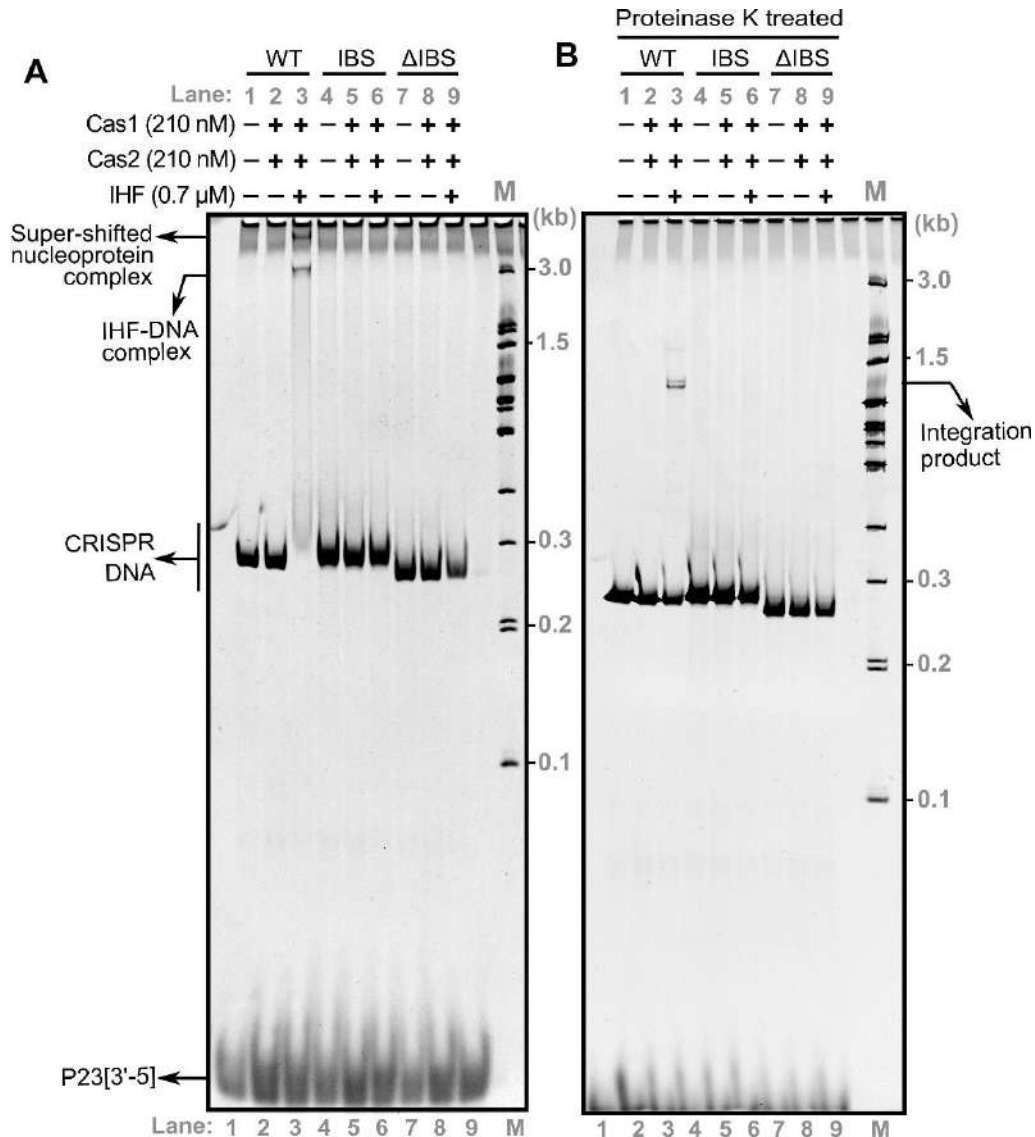 A
WT IBS ΔIBS
Lane: 1 2 3 4 5 6 7 8 9
Cas1 (210 nM) – + + – + + – + +
Cas2 (210 nM) – + + – + + – + +
IHF (0.7 µM) – – + – – + – – + M
(kb)
Super-shifted
nucleoprotein
complex
IHF-DNA
complex
CRISPR
DNA
P23[3'-5]
3.0
1.5
0.3
0.2
0.1
Lane: 1 2 3 4 5 6 7 8 9 M
B
Proteinase K treated
WT IBS ΔIBS
1 2 3 4 5 6 7 8 9
– + + – + + – + +
– + + – + + – + +
– – + – – + – – + M
(kb)
3.0
1.5
Integration
product
0.3
0.2
0.1
1 2 3 4 5 6 7 8 9 M